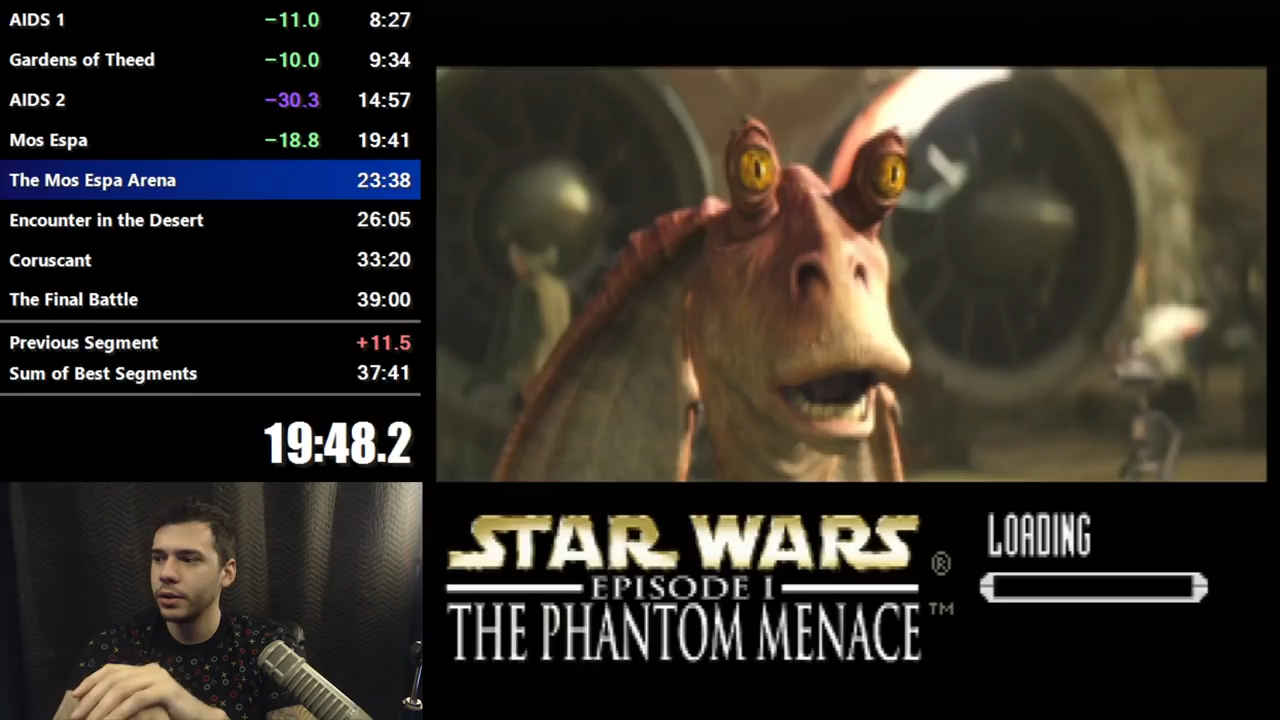 AIDS 1 −11.0 8:27
Gardens of Theed −10.0 9:34
AIDS 2 −30.3 14:57
Mos Espa −18.8 19:41
The Mos Espa Arena 23:38
Encounter in the Desert 26:05
Coruscant 33:20
The Final Battle 39:00
Previous Segment +11.5
Sum of Best Segments 37:41
19:48.2
STAR WARS ®
EPISODE I
THE PHANTOM MENACE ™
LOADING